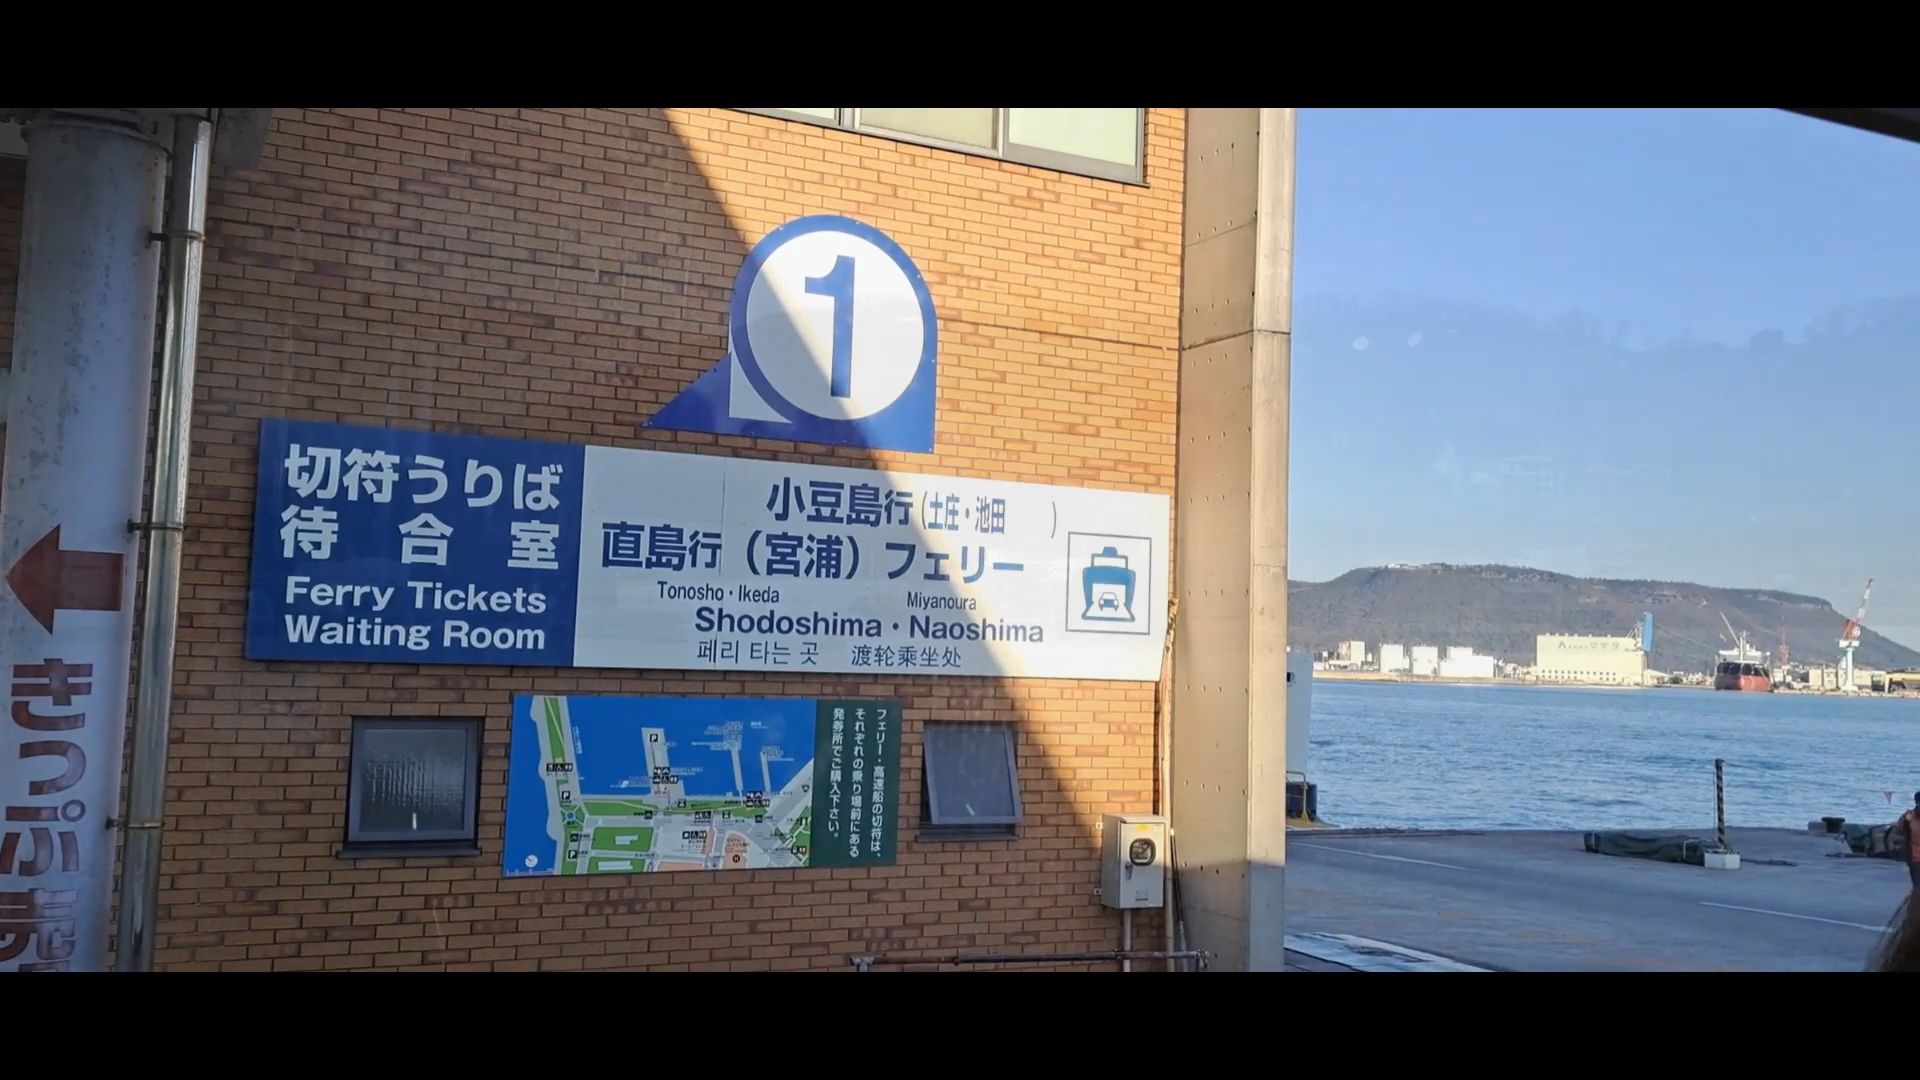 1
切符うりば
待合室
Ferry Tickets
Waiting Room
小豆島行(土庄・池田 )
直島行（宮浦）フェリー
Tonosho・Ikeda Miyanoura
Shodoshima・Naoshima
페리 타는 곳 渡轮乘坐处
フェリー・高速船の切符は、
それぞれの乗り場前にある
発券所でご購入下さい。
きっぷ売